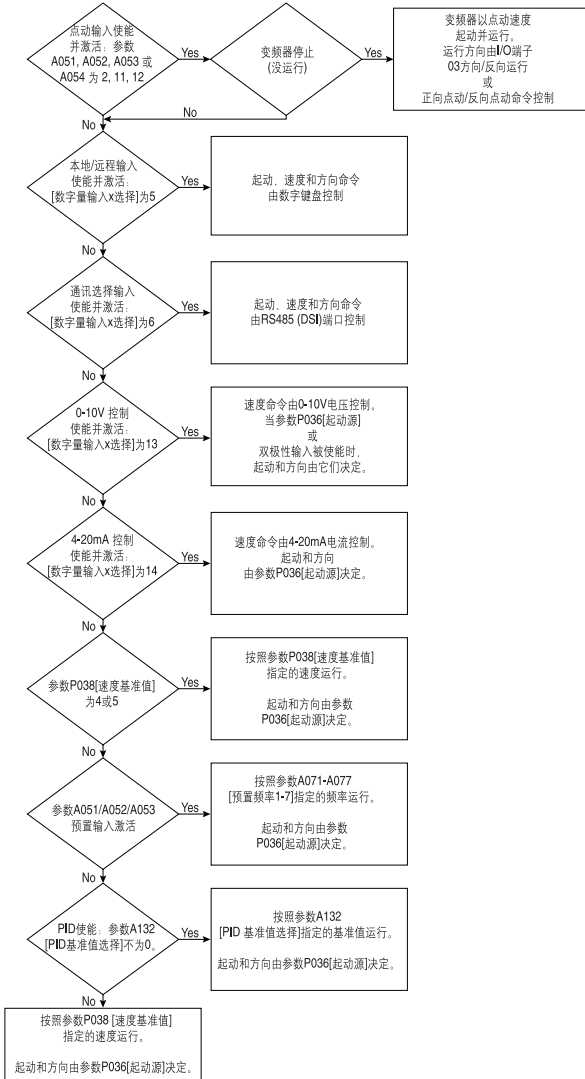 点动输入使能
并激活：参数
A051, A052, A053 或
A054 为 2, 11, 12
Yes
变频器停止
(没运行)
Yes
变频器以点动速度
起动并运行。
运行方向由I/O端子
03方向/反向运行
或
正向点动/反向点动命令控制
No
No
本地/远程输入
使能并激活：
[数字量输入x选择]为5
Yes
起动、速度和方向命令
由数字键盘控制
No
通讯选择输入
使能并激活：
[数字量输入x选择]为6
Yes
起动、速度和方向命令
由RS485 (DSI)端口控制
No
0-10V 控制
使能并激活：
[数字量输入x选择]为13
Yes
速度命令由0-10V电压控制。
当参数P036[起动源]
或
双极性输入被使能时，
起动和方向由它们决定。
No
4-20mA 控制
使能并激活：
[数字量输入x选择]为14
Yes
速度命令由4-20mA电流控制。
起动和方向
由参数P036[起动源]决定。
No
参数P038[速度基准值]
为4或5
Yes
按照参数P038[速度基准值]
指定的速度运行。
起动和方向由参数
P036[起动源]决定。
No
参数A051/A052/A053
预置输入激活
Yes
按照参数A071-A077
[预置频率1-7]指定的频率运行。
起动和方向由参数
P036[起动源]决定。
No
PID使能：参数A132
[PID基准值选择]不为0。
Yes
按照参数A132
[PID 基准值选择]指定的基准值运行。
起动和方向由参数P036[起动源]决定。
No
按照参数P038 [速度基准值]
指定的速度运行。
起动和方向由参数P036[起动源]决定。